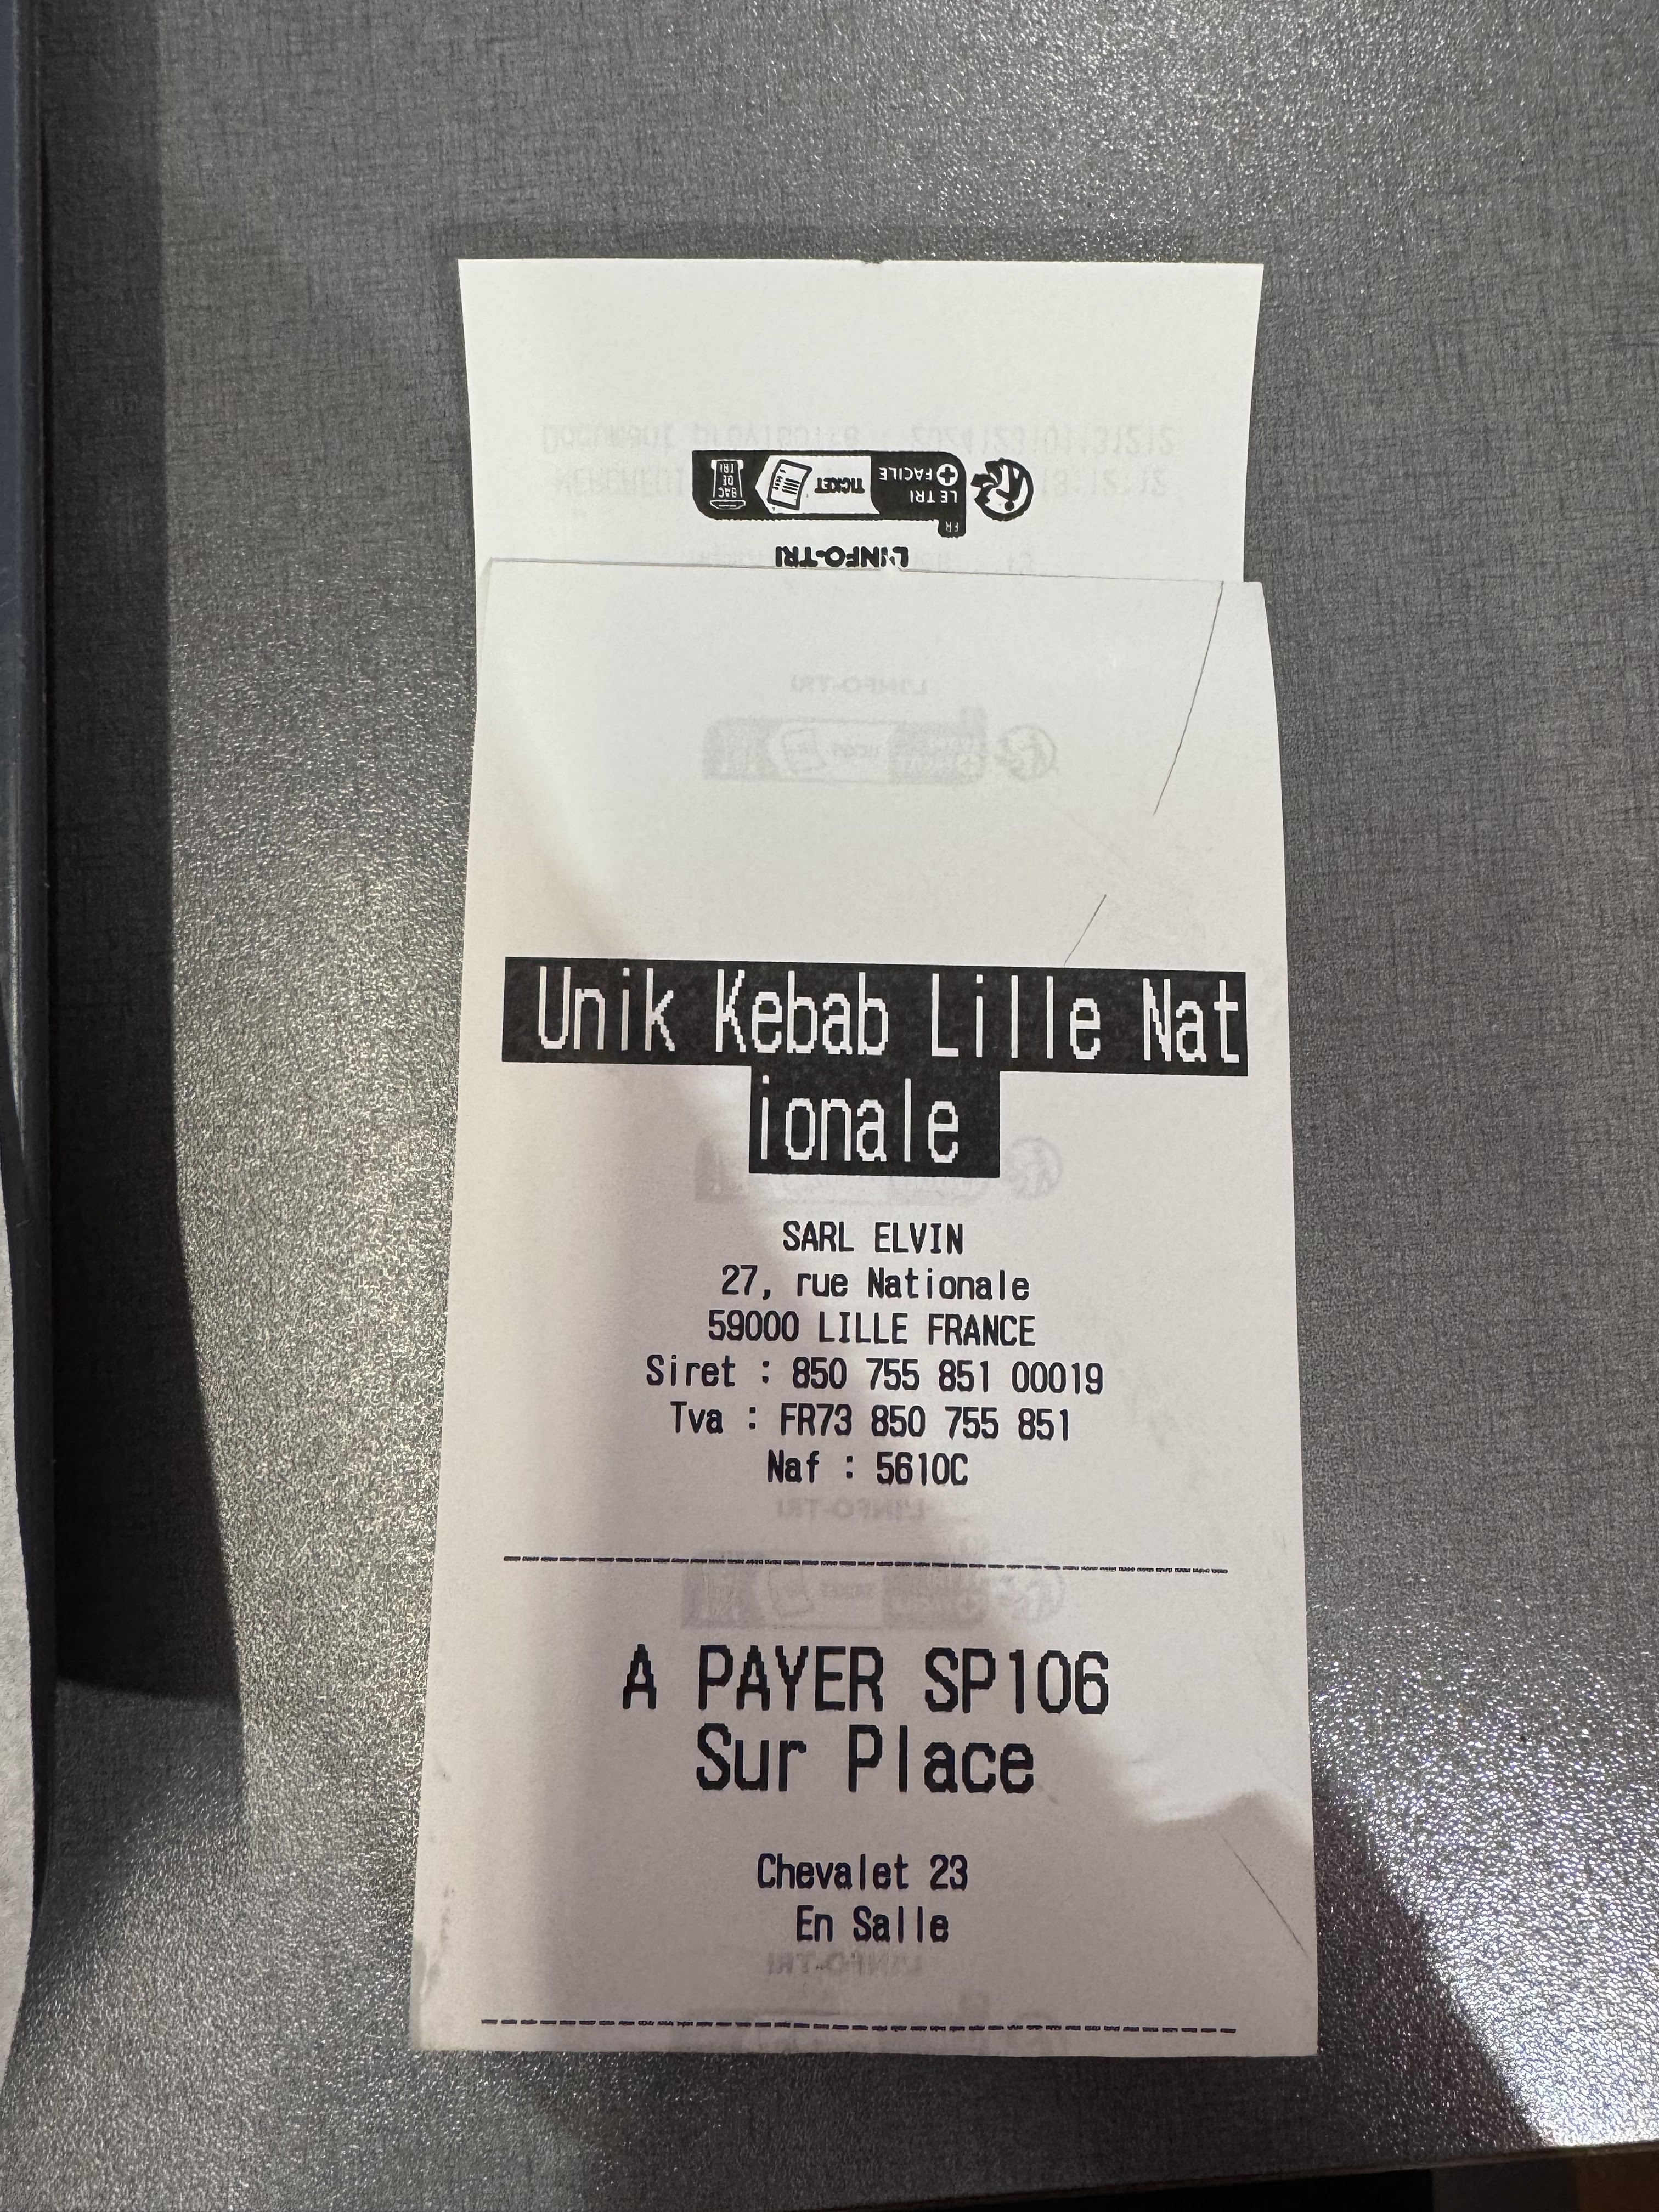 L'INFO-TRI
FR
LE TRI
+ FACILE
TICKET
BAC
DE
TRI
Unik Kebab Lille Nat
ionale
SARL ELVIN
27, rue Nationale
59000 LILLE FRANCE
Siret : 850 755 851 00019
Tva : FR73 850 755 851
Naf : 5610C
A PAYER SP106
Sur Place
Chevalet 23
En Salle